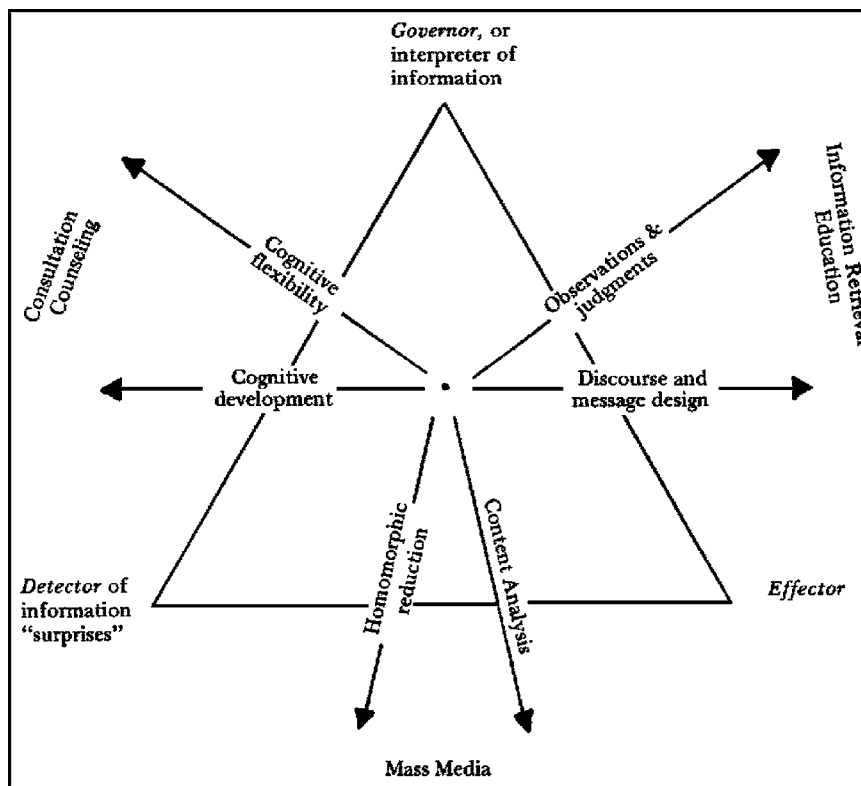 Governor, or
interpreter of
information
Consultation
Counseling
Cognitive
flexibility
Observations &
judgments
Information Retrieval
Education
Cognitive
development
Discourse and
message design
Homomorphic
reduction
Content Analysis
Detector of
information
“surprises”
Effector
Mass Media